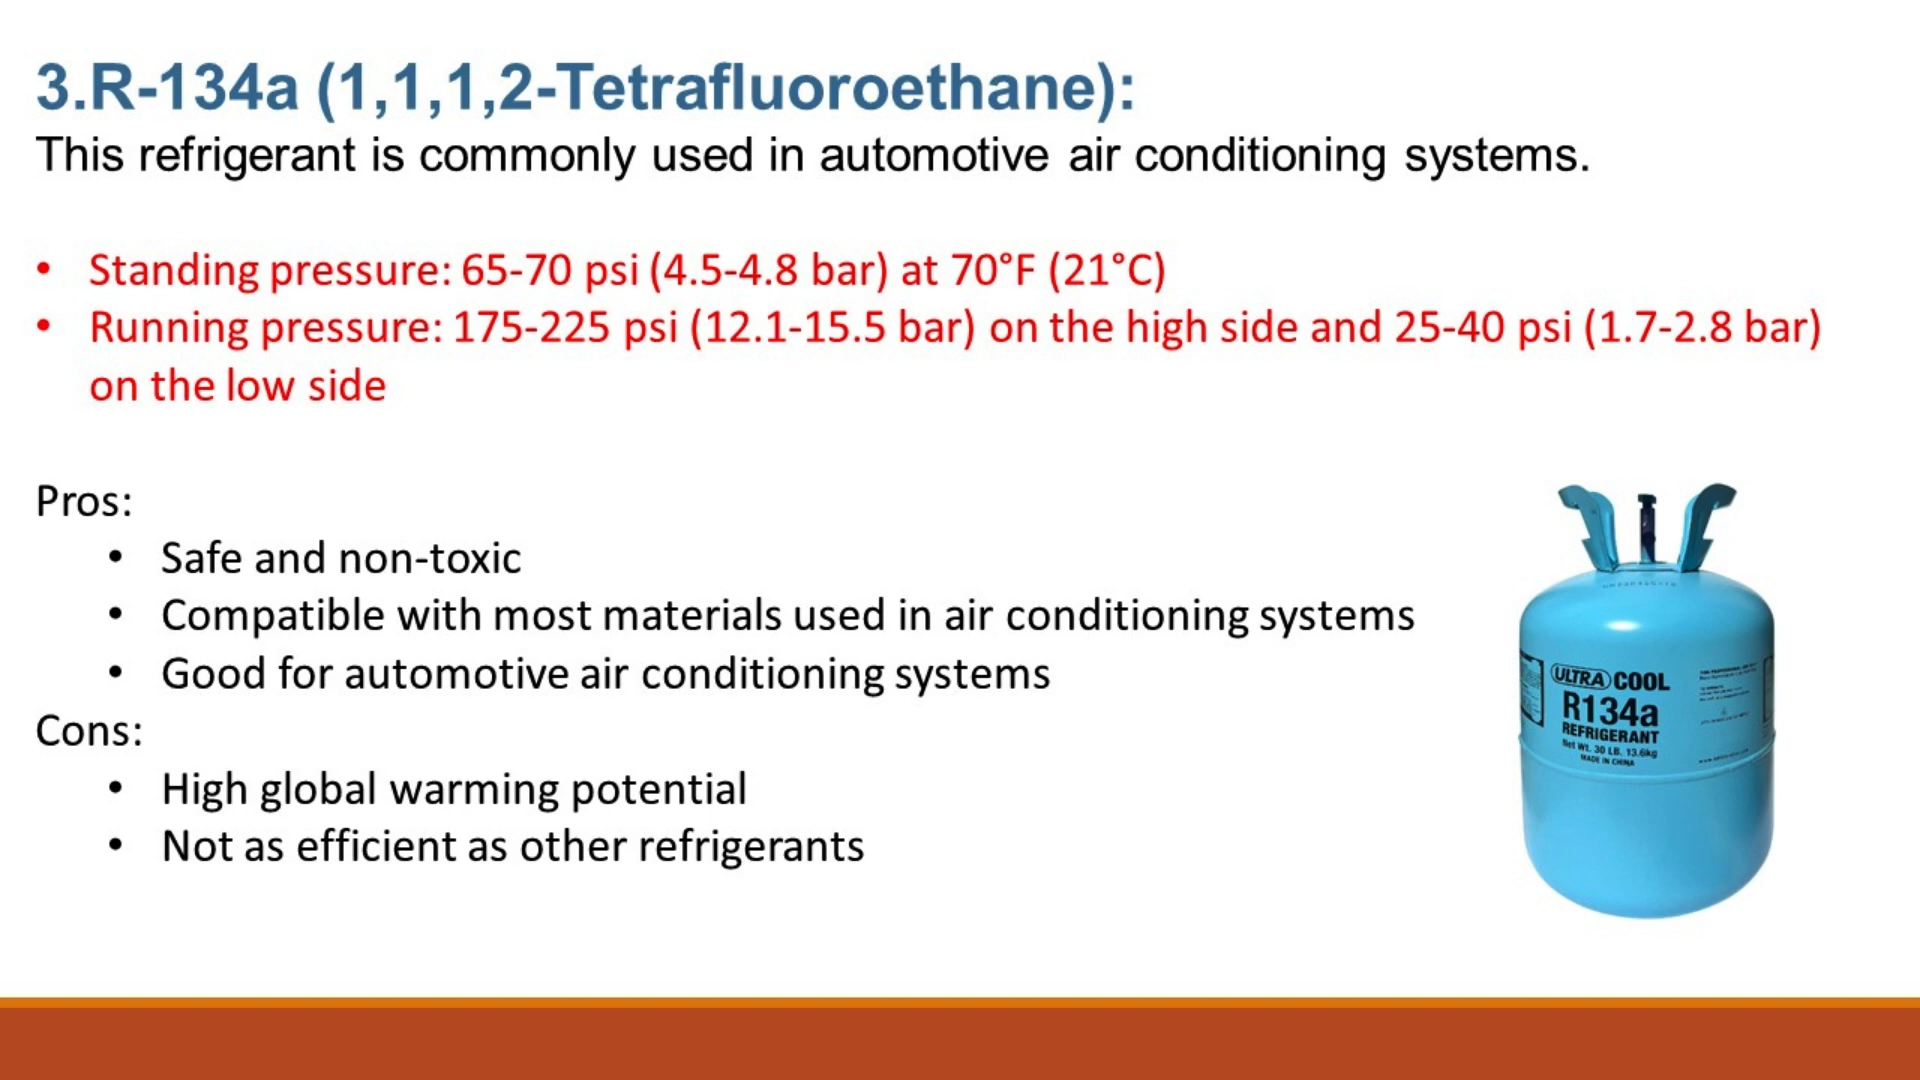 3.R-134a (1,1,1,2-Tetrafluoroethane):
This refrigerant is commonly used in automotive air conditioning systems.
• Standing pressure: 65-70 psi (4.5-4.8 bar) at 70°F (21°C)
• Running pressure: 175-225 psi (12.1-15.5 bar) on the high side and 25-40 psi (1.7-2.8 bar)
on the low side
Pros:
• Safe and non-toxic
• Compatible with most materials used in air conditioning systems
• Good for automotive air conditioning systems
Cons:
• High global warming potential
• Not as efficient as other refrigerants
ULTRA COOL
R134a
REFRIGERANT
Net Wt. 30 LB. 13.6kg
MADE IN CHINA